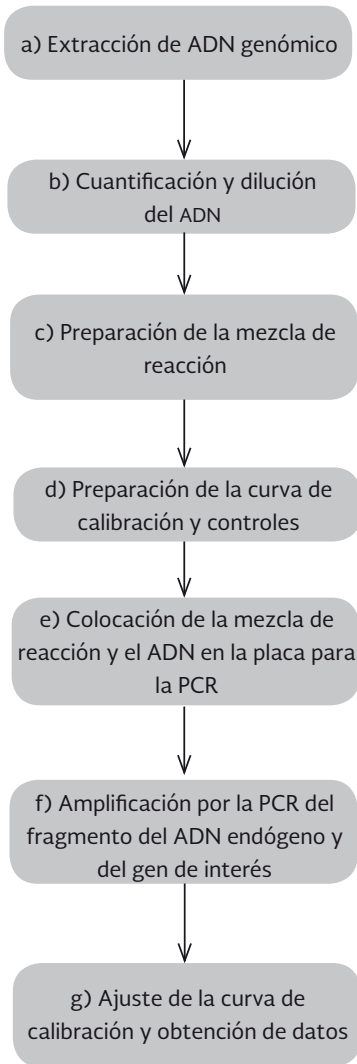 a) Extracción de ADN genómico
b) Cuantificación y dilución
del ADN
c) Preparación de la mezcla de
reacción
d) Preparación de la curva de
calibración y controles
e) Colocación de la mezcla de
reacción y el ADN en la placa para
la PCR
f) Amplificación por la PCR del
fragmento del ADN endógeno y
del gen de interés
g) Ajuste de la curva de
calibración y obtención de datos